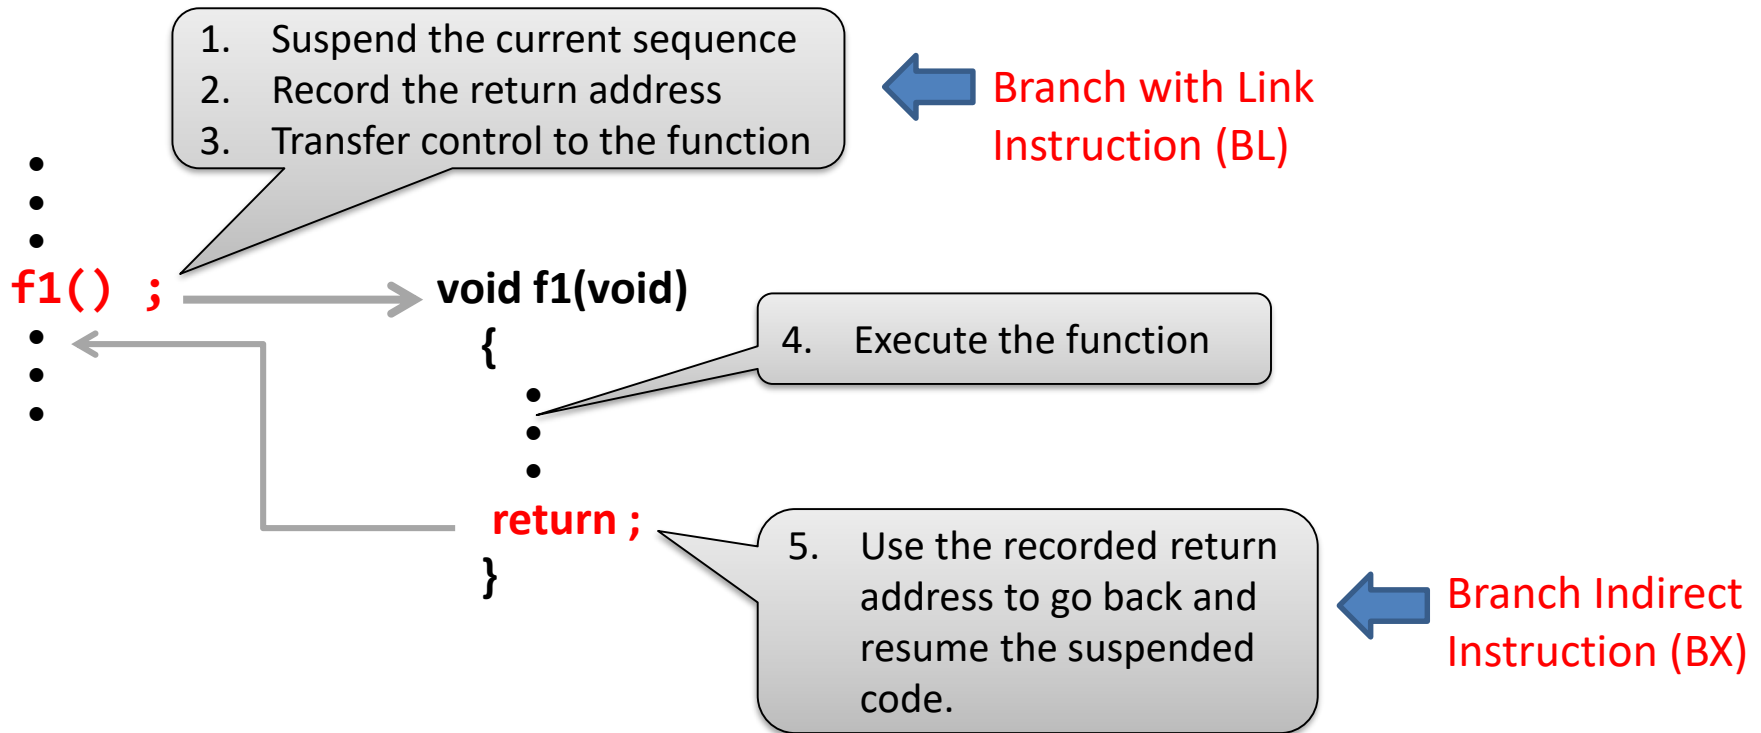 1. Suspend the current sequence
2. Record the return address
3. Transfer control to the function
Branch with Link
Instruction (BL)
f1() ;
void f1(void)
{
4. Execute the function
return ;
}
5. Use the recorded return
address to go back and
resume the suspended
code.
Branch Indirect
Instruction (BX)